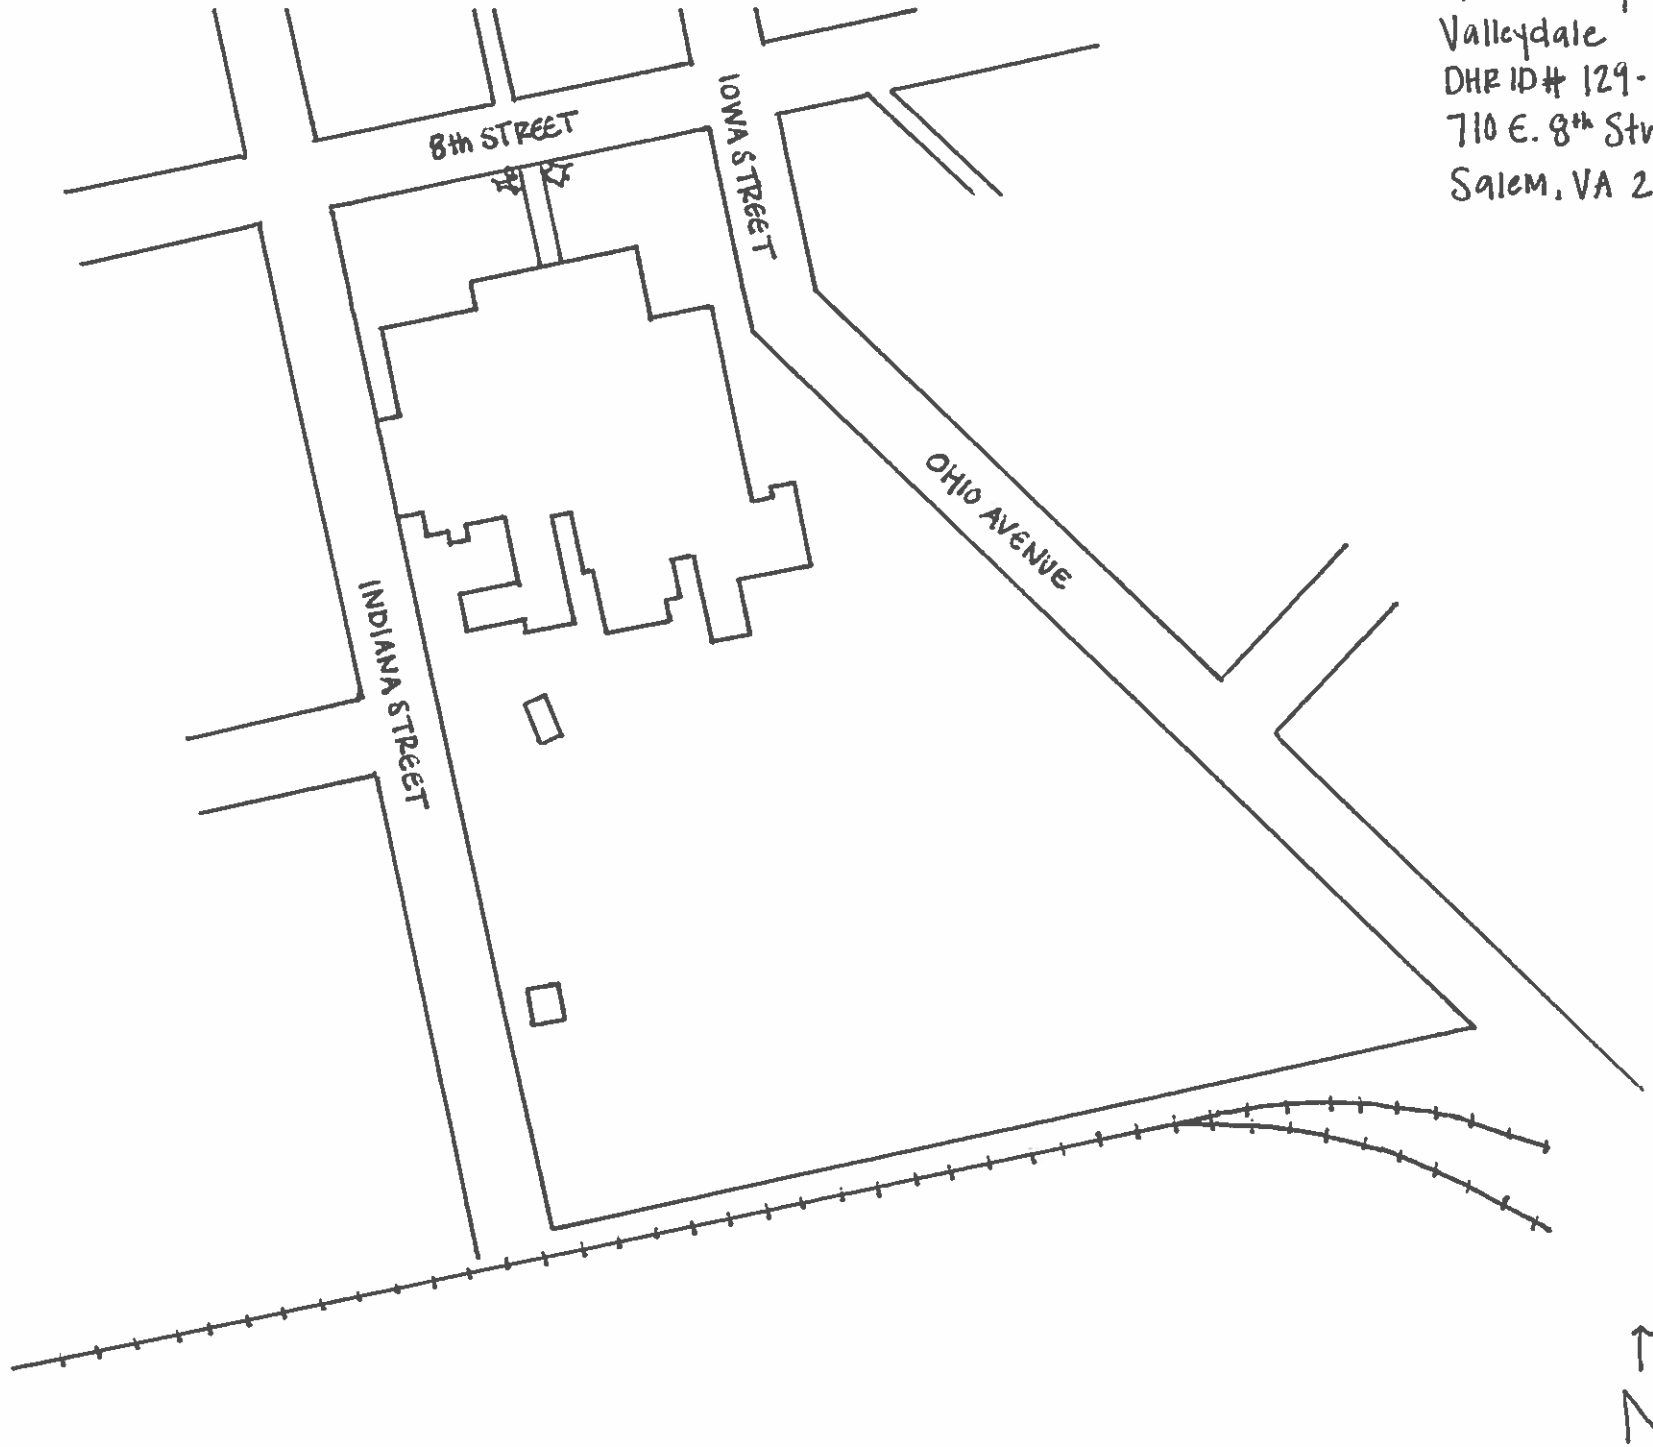 Valleydale
DHR ID# 129-
710 E. 8th Str
Salem, VA 2
8th STREET
IOWA STREET
OHIO AVENUE
INDIANA STREET
N